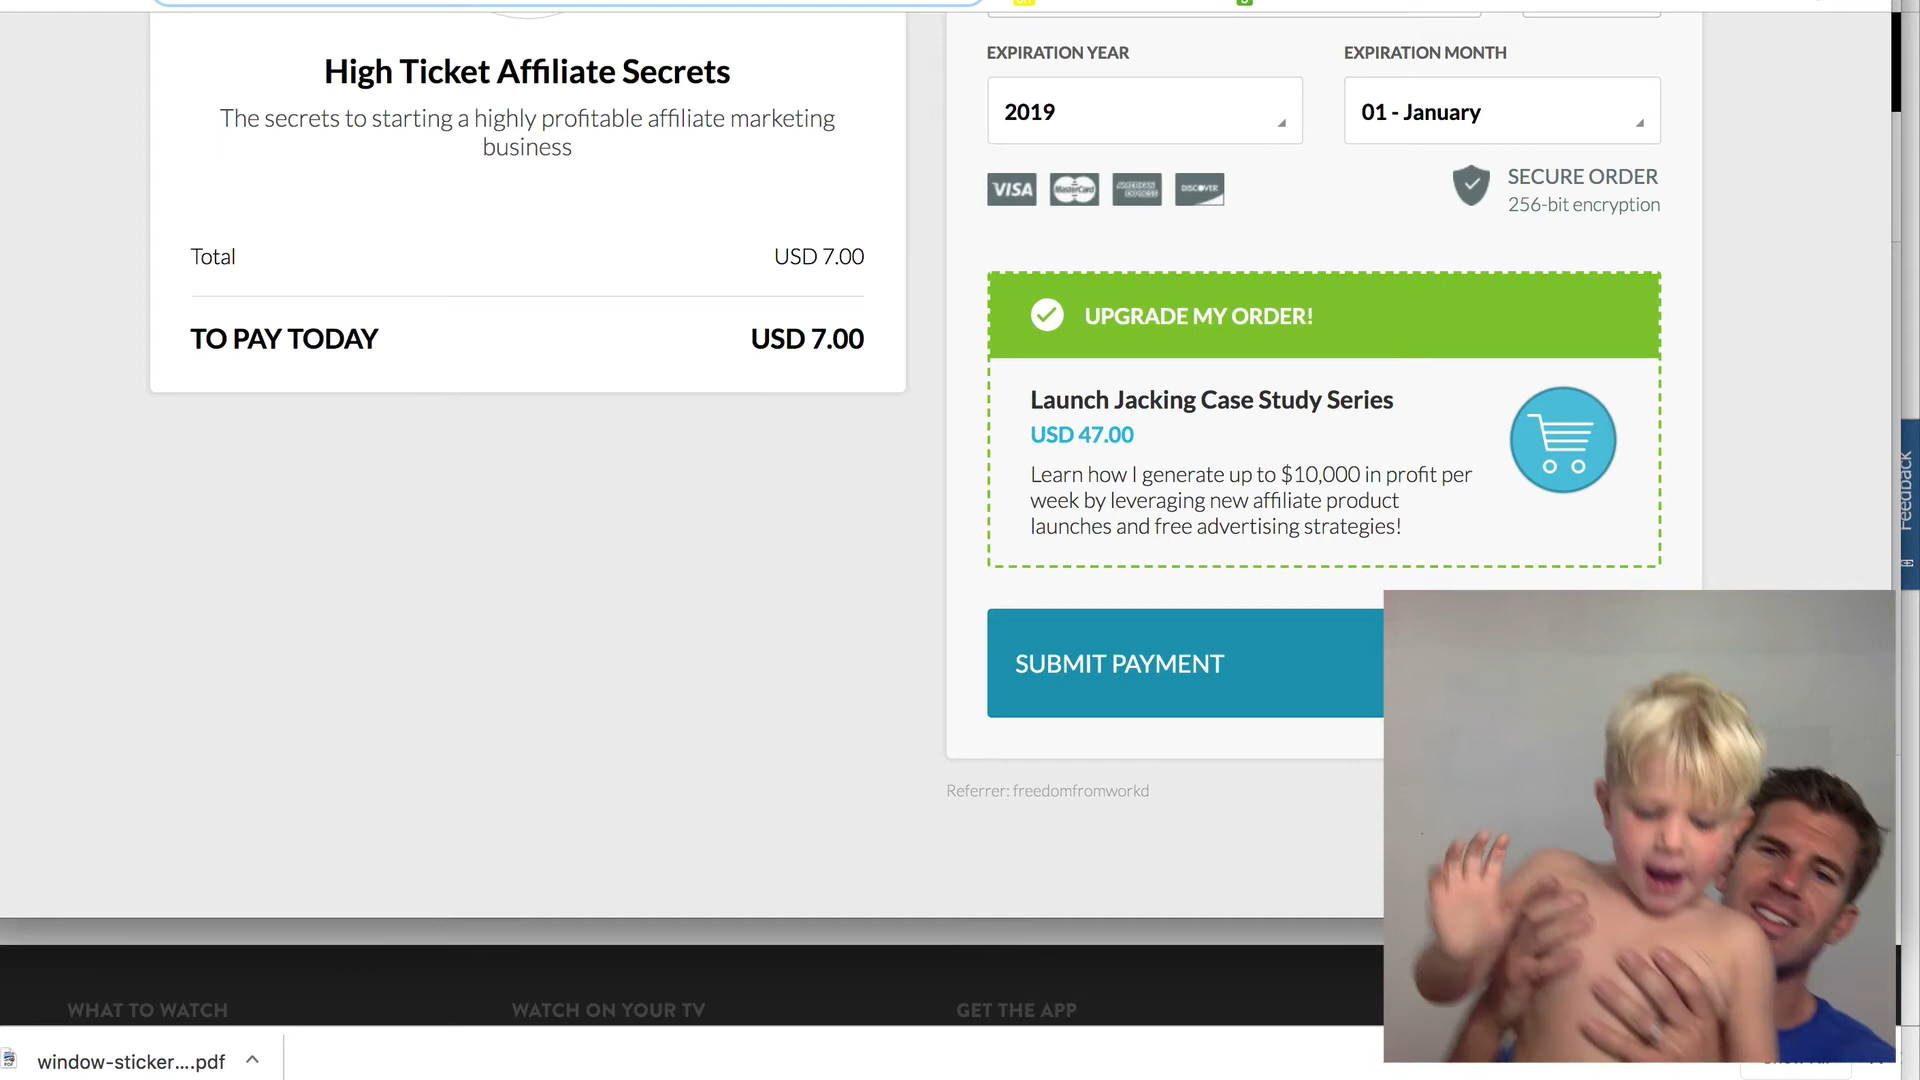 High Ticket Affiliate Secrets
The secrets to starting a highly profitable affiliate marketing
business
Total USD 7.00
TO PAY TODAY USD 7.00
EXPIRATION YEAR EXPIRATION MONTH
2019 01 - January
VISA MasterCard AMERICAN EXPRESS DISCOVER
SECURE ORDER
256-bit encryption
UPGRADE MY ORDER!
Launch Jacking Case Study Series
USD 47.00
Learn how I generate up to $10,000 in profit per
week by leveraging new affiliate product
launches and free advertising strategies!
SUBMIT PAYMENT
Referrer: freedomfromworkd
Feedback
WHAT TO WATCH WATCH ON YOUR TV GET THE APP
window-sticker....pdf